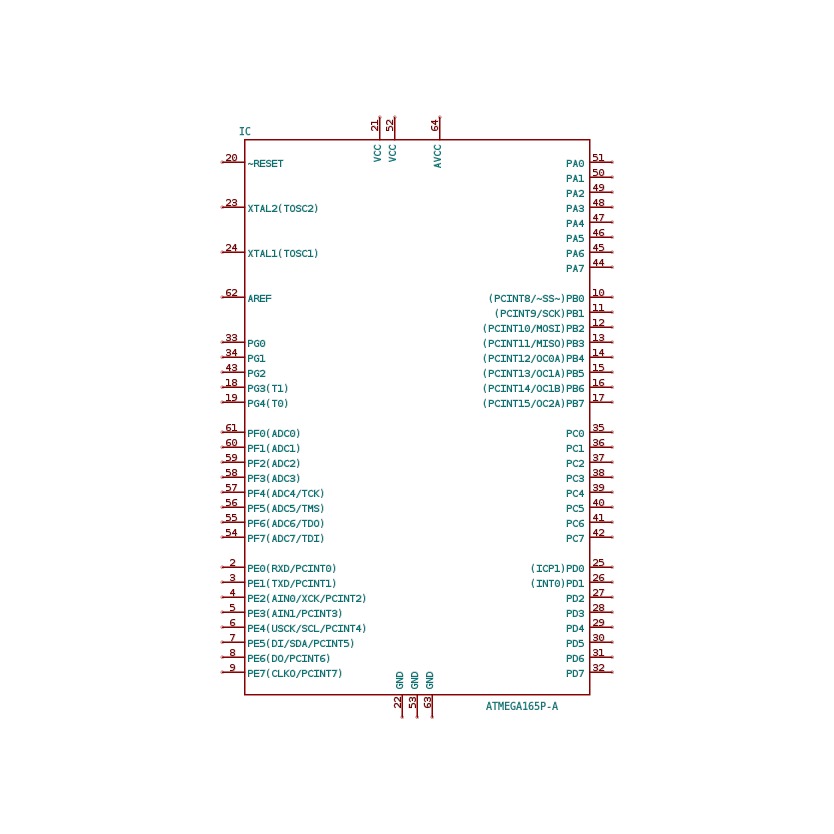 21
52
64
IC
VCC
VCC
AVCC
20 ~RESET
PA0 51
PA1 50
PA2 49
23 XTAL2(TOSC2)
PA3 48
PA4 47
PA5 46
24 XTAL1(TOSC1)
PA6 45
PA7 44
62 AREF
(PCINT8/~SS~)PB0 10
(PCINT9/SCK)PB1 11
(PCINT10/MOSI)PB2 12
33 PG0
(PCINT11/MISO)PB3 13
34 PG1
(PCINT12/OC0A)PB4 14
43 PG2
(PCINT13/OC1A)PB5 15
18 PG3(T1)
(PCINT14/OC1B)PB6 16
19 PG4(T0)
(PCINT15/OC2A)PB7 17
61 PF0(ADC0)
PC0 35
60 PF1(ADC1)
PC1 36
59 PF2(ADC2)
PC2 37
58 PF3(ADC3)
PC3 38
57 PF4(ADC4/TCK)
PC4 39
56 PF5(ADC5/TMS)
PC5 40
55 PF6(ADC6/TDO)
PC6 41
54 PF7(ADC7/TDI)
PC7 42
2 PE0(RXD/PCINT0)
(ICP1)PD0 25
3 PE1(TXD/PCINT1)
(INT0)PD1 26
4 PE2(AIN0/XCK/PCINT2)
PD2 27
5 PE3(AIN1/PCINT3)
PD3 28
6 PE4(USCK/SCL/PCINT4)
PD4 29
7 PE5(DI/SDA/PCINT5)
PD5 30
8 PE6(DO/PCINT6)
PD6 31
9 PE7(CLKO/PCINT7)
PD7 32
GND
GND
GND
22
53
63
ATMEGA165P-A